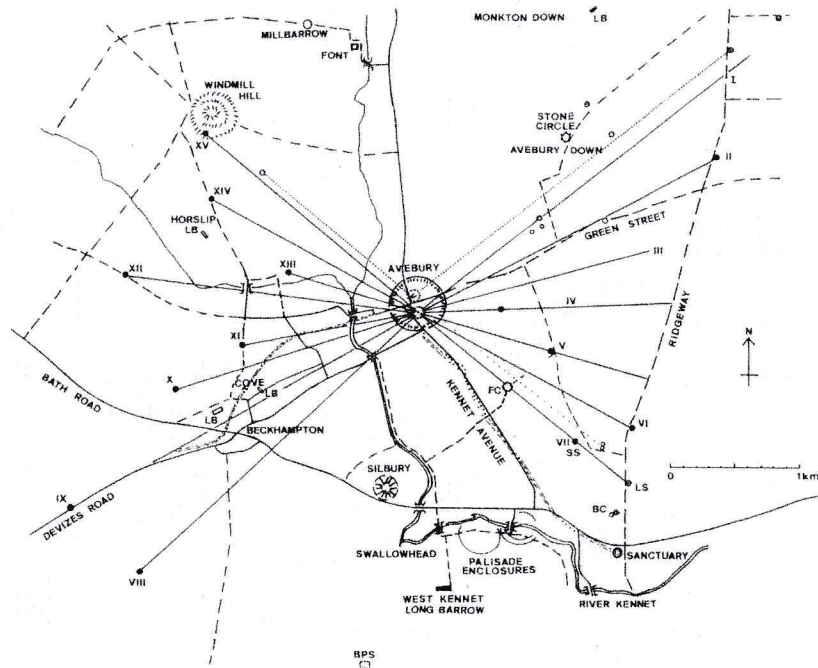 MONKTON DOWN
LB
MILLBARROW
FONT
I
WINDMILL
HILL
STONE
CIRCLE
AVEBURY DOWN
XV
II
XIV
HORSLIP
LB
GREEN STREET
III
XII
XIII
AVEBURY
IV
RIDGEWAY
N
XI
V
BATH ROAD
X
COVE
LB
FC
KENNET
AVENUE
LB
BECKHAMPTON
VI
VII
SS
SILBURY
0
1km
LS
IX
DEVIZES ROAD
BC
SWALLOWHEAD
PALISADE
ENCLOSURES
SANCTUARY
VIII
WEST KENNET
LONG BARROW
RIVER KENNET
BPS